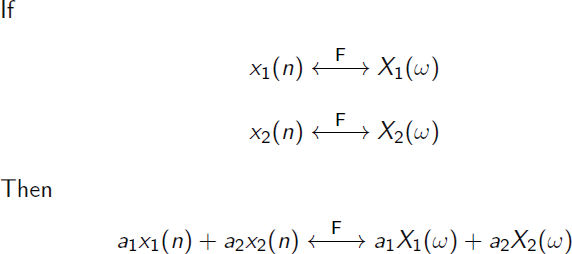 If
x₁(n) ⟷ᶠ X₁(ω)
x₂(n) ⟷ᶠ X₂(ω)
Then
a₁x₁(n) + a₂x₂(n) ⟷ᶠ a₁X₁(ω) + a₂X₂(ω)